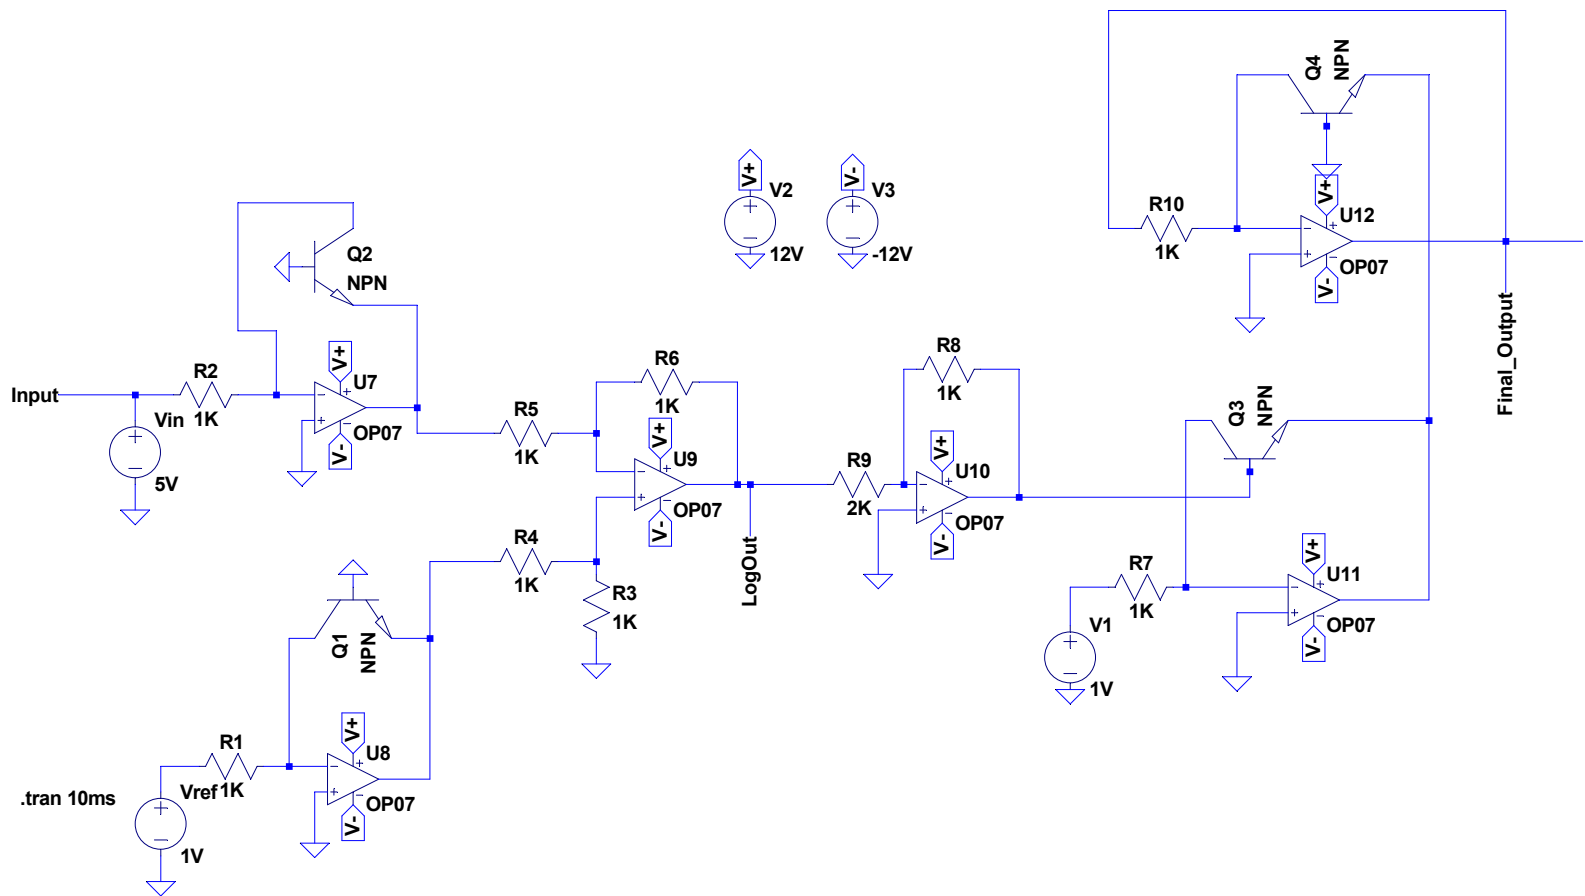 Q4
NPN
V+
V2
12V
V-
V3
-12V
V+
R10
1K
U12
OP07
V-
Q2
NPN
Final_Output
Input
Vin
5V
R2
1K
V+
U7
OP07
V-
R6
1K
R5
1K
V+
U9
OP07
V-
R8
1K
R9
2K
V+
U10
OP07
V-
Q3
NPN
R4
1K
R3
1K
LogOut
Q1
NPN
R7
1K
V1
1V
V+
U11
OP07
V-
.tran 10ms
Vref
1V
R1
1K
V+
U8
OP07
V-